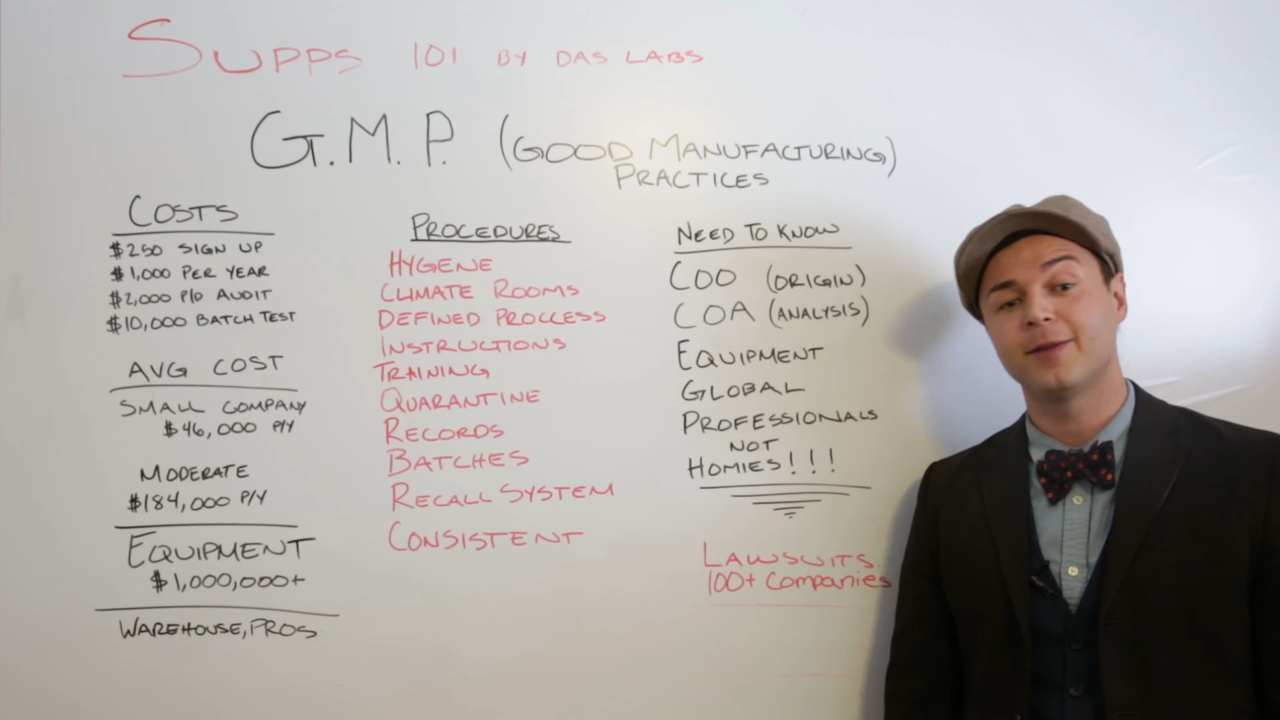 SUPPS 101 BY DAS LABS
G.M.P. (GOOD MANUFACTURING)
PRACTICES
COSTS
$250 SIGN UP
$1,000 PER YEAR
$2,000 P/D AUDIT
$10,000 BATCH TEST
AVG COST
SMALL COMPANY
$46,000 P/Y
MODERATE
$184,000 P/Y
EQUIPMENT
$1,000,000+
WAREHOUSE, PROS
PROCEDURES
HYGENE
CLIMATE ROOMS
DEFINED PROCCESS
INSTRUCTIONS
TRAINING
QUARANTINE
RECORDS
BATCHES
RECALL SYSTEM
CONSISTENT
NEED TO KNOW
COO (ORIGIN)
COA (ANALYSIS)
EQUIPMENT
GLOBAL
PROFESSIONALS
NOT
HOMIES!!!
LAWSUITS
100+ Companies